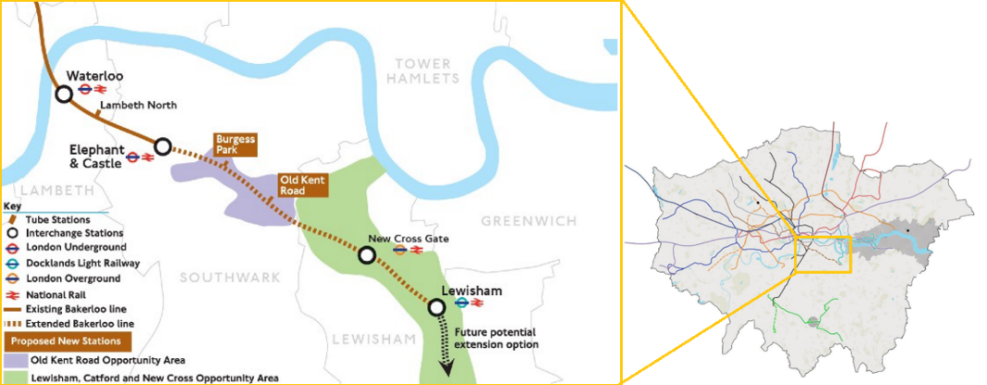 Waterloo
Lambeth North
TOWER
HAMLETS
Elephant
& Castle
Burgess
Park
Old Kent
Road
LAMBETH
GREENWICH
New Cross Gate
SOUTHWARK
Lewisham
LEWISHAM
Future potential
extension option
Key
Tube Stations
Interchange Stations
London Underground
Docklands Light Railway
London Overground
National Rail
Existing Bakerloo line
Extended Bakerloo line
Proposed New Stations
Old Kent Road Opportunity Area
Lewisham, Catford and New Cross Opportunity Area